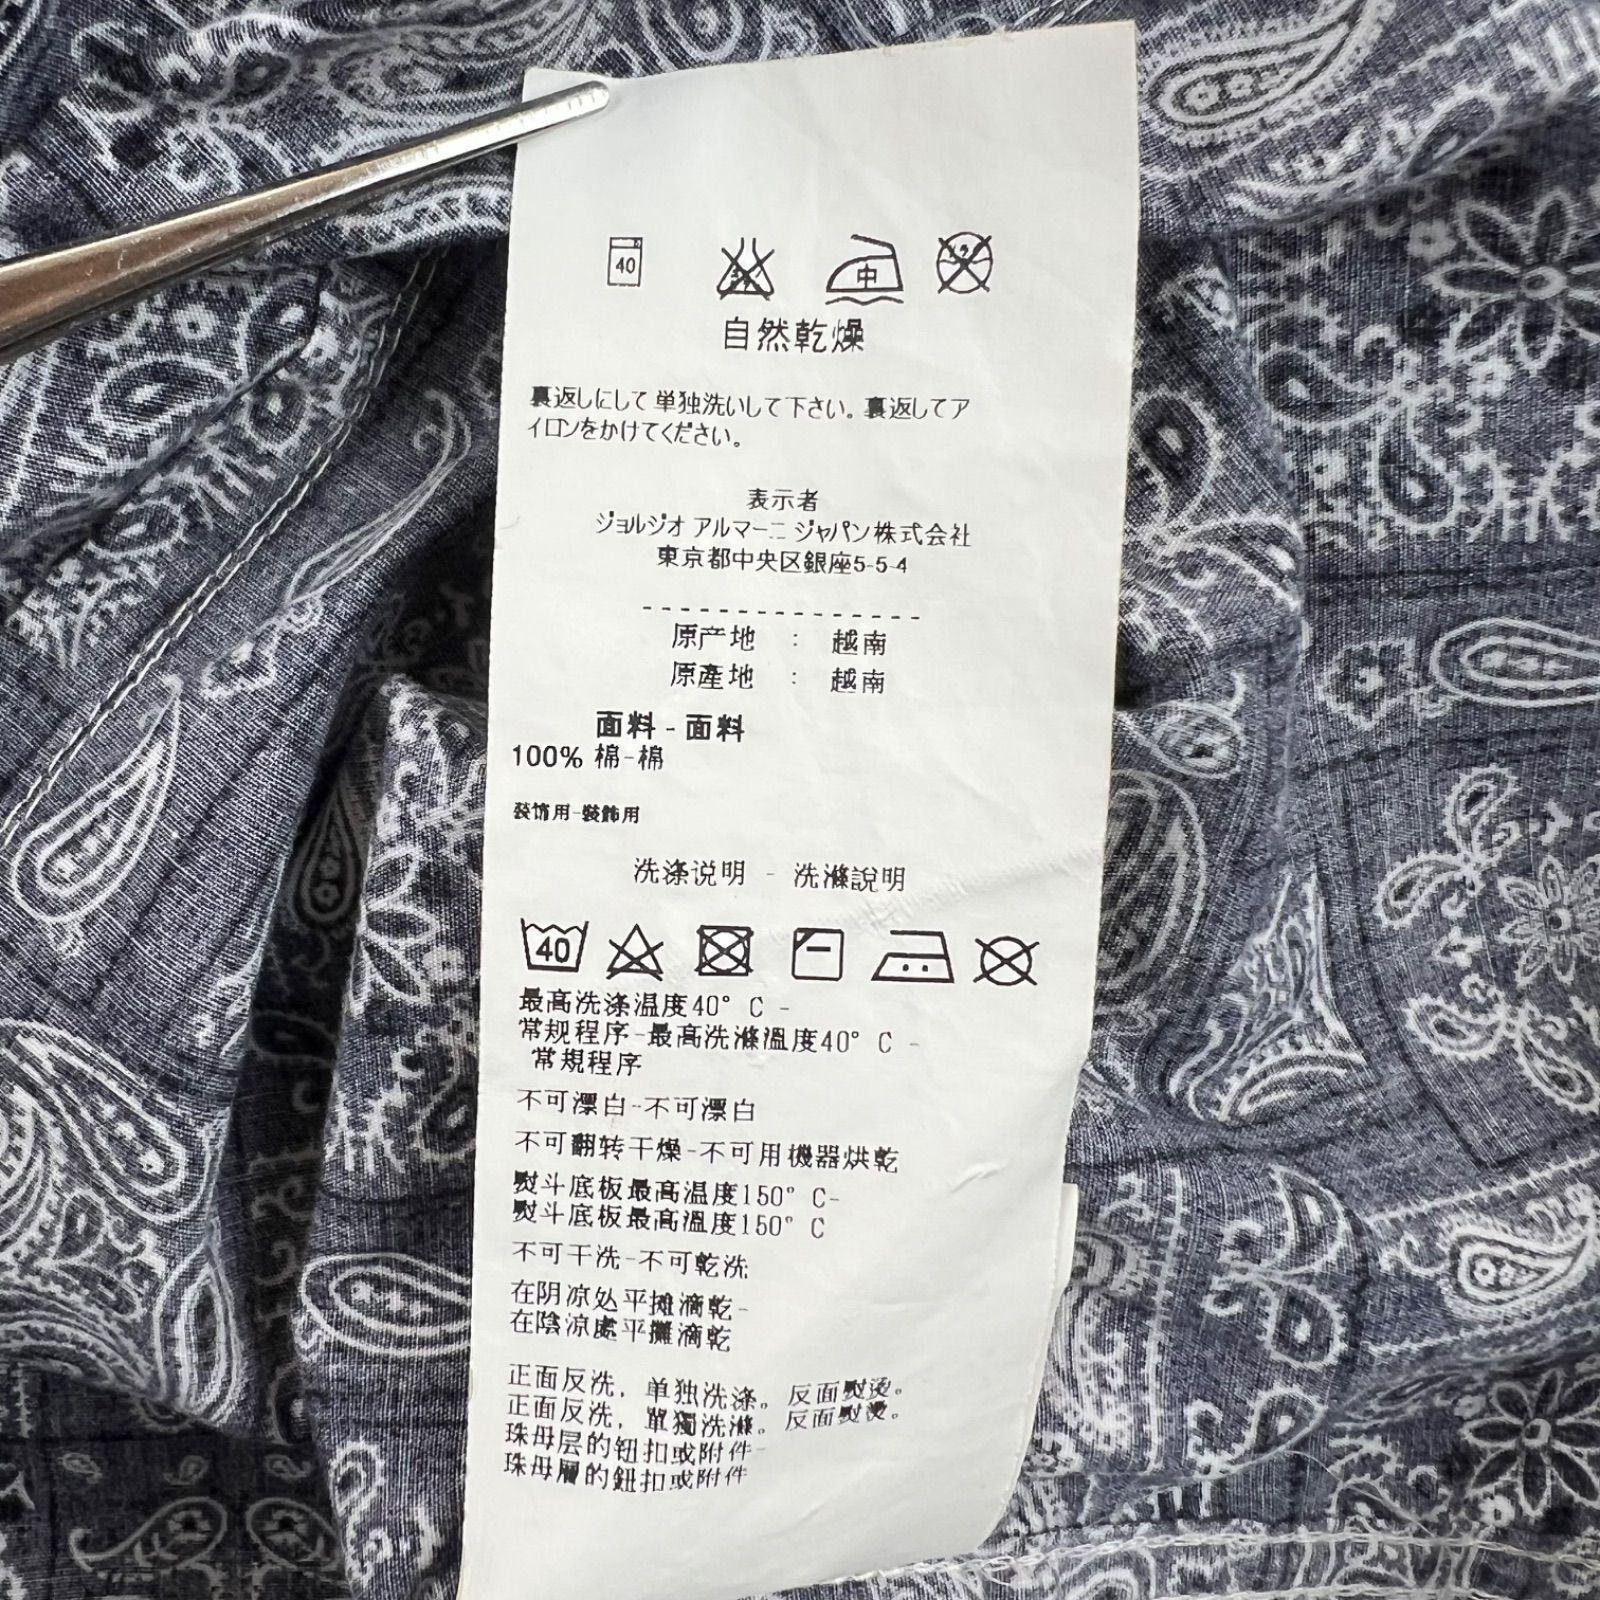 40
中
自然乾燥
裏返しにして単独洗いして下さい。裏返してア
イロンをかけてください。
表示者
ジョルジオ アルマーニ ジャパン株式会社
東京都中央区銀座5-5-4
原产地 : 越南
原產地 : 越南
面料 - 面料
100% 棉-棉
装饰用-裝飾用
洗涤说明 - 洗滌說明
40
最高洗涤温度40° C -
常规程序-最高洗滌溫度40° C -
常規程序
不可漂白-不可漂白
不可翻转干燥-不可用機器烘乾
熨斗底板最高温度150° C-
熨斗底板最高溫度150° C
不可干洗-不可乾洗
在阴凉处平摊滴乾-
在陰涼處平攤滴乾
正面反洗，单独洗涤。反面熨烫。
正面反洗，單獨洗滌。反面熨燙。
珠母层的钮扣或附件-
珠母層的鈕扣或附件